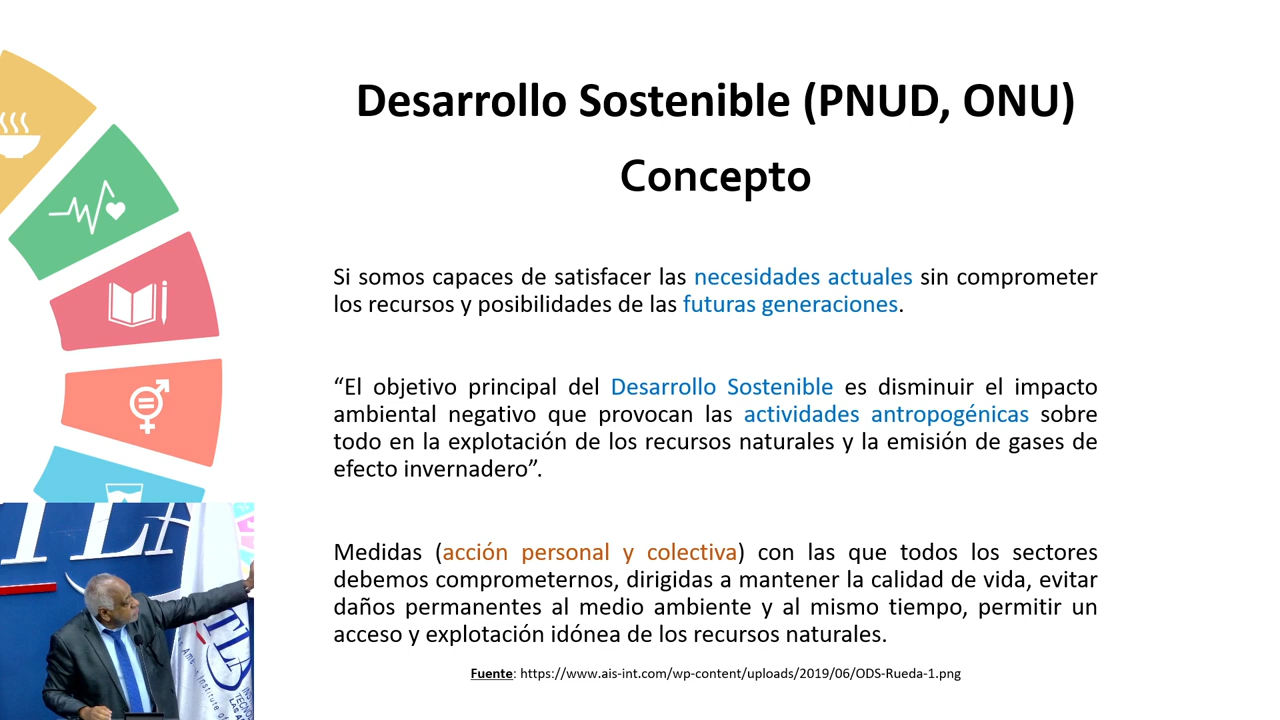 Desarrollo Sostenible (PNUD, ONU)
Concepto
Si somos capaces de satisfacer las necesidades actuales sin comprometer
los recursos y posibilidades de las futuras generaciones.
“El objetivo principal del Desarrollo Sostenible es disminuir el impacto
ambiental negativo que provocan las actividades antropogénicas sobre
todo en la explotación de los recursos naturales y la emisión de gases de
efecto invernadero”.
Medidas (acción personal y colectiva) con las que todos los sectores
debemos comprometernos, dirigidas a mantener la calidad de vida, evitar
daños permanentes al medio ambiente y al mismo tiempo, permitir un
acceso y explotación idónea de los recursos naturales.
Fuente: https://www.ais-int.com/wp-content/uploads/2019/06/ODS-Rueda-1.png